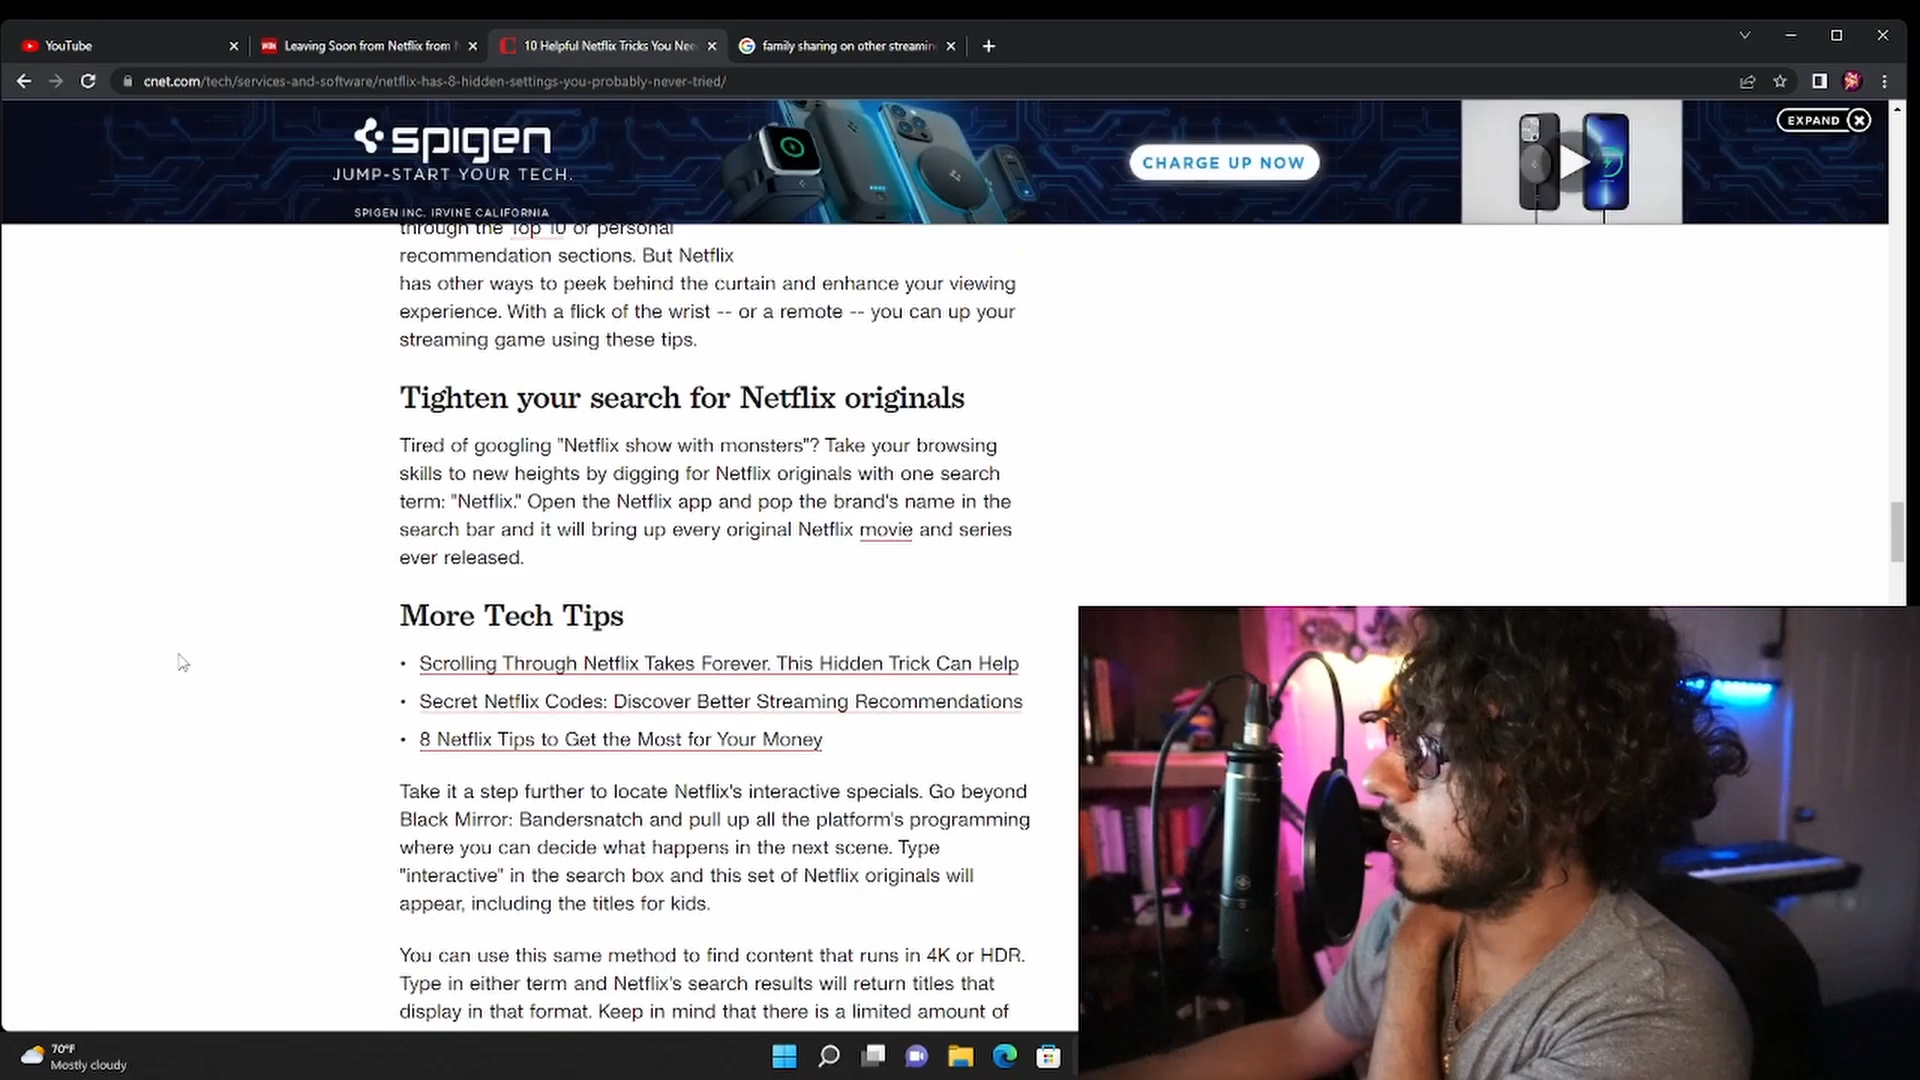 YouTube
Leaving Soon from Netflix from
10 Helpful Netflix Tricks You Nee
family sharing on other streamin
cnet.com/tech/services-and-software/netflix-has-8-hidden-settings-you-probably-never-tried/
spigen
JUMP-START YOUR TECH.
SPIGEN INC. IRVINE CALIFORNIA
CHARGE UP NOW
EXPAND
through the Top 10 or personal
recommendation sections. But Netflix
has other ways to peek behind the curtain and enhance your viewing
experience. With a flick of the wrist -- or a remote -- you can up your
streaming game using these tips.
Tighten your search for Netflix originals
Tired of googling "Netflix show with monsters"? Take your browsing
skills to new heights by digging for Netflix originals with one search
term: "Netflix." Open the Netflix app and pop the brand's name in the
search bar and it will bring up every original Netflix movie and series
ever released.
More Tech Tips
• Scrolling Through Netflix Takes Forever. This Hidden Trick Can Help
• Secret Netflix Codes: Discover Better Streaming Recommendations
• 8 Netflix Tips to Get the Most for Your Money
Take it a step further to locate Netflix's interactive specials. Go beyond
Black Mirror: Bandersnatch and pull up all the platform's programming
where you can decide what happens in the next scene. Type
"interactive" in the search box and this set of Netflix originals will
appear, including the titles for kids.
You can use this same method to find content that runs in 4K or HDR.
Type in either term and Netflix's search results will return titles that
display in that format. Keep in mind that there is a limited amount of
70°F
Mostly cloudy